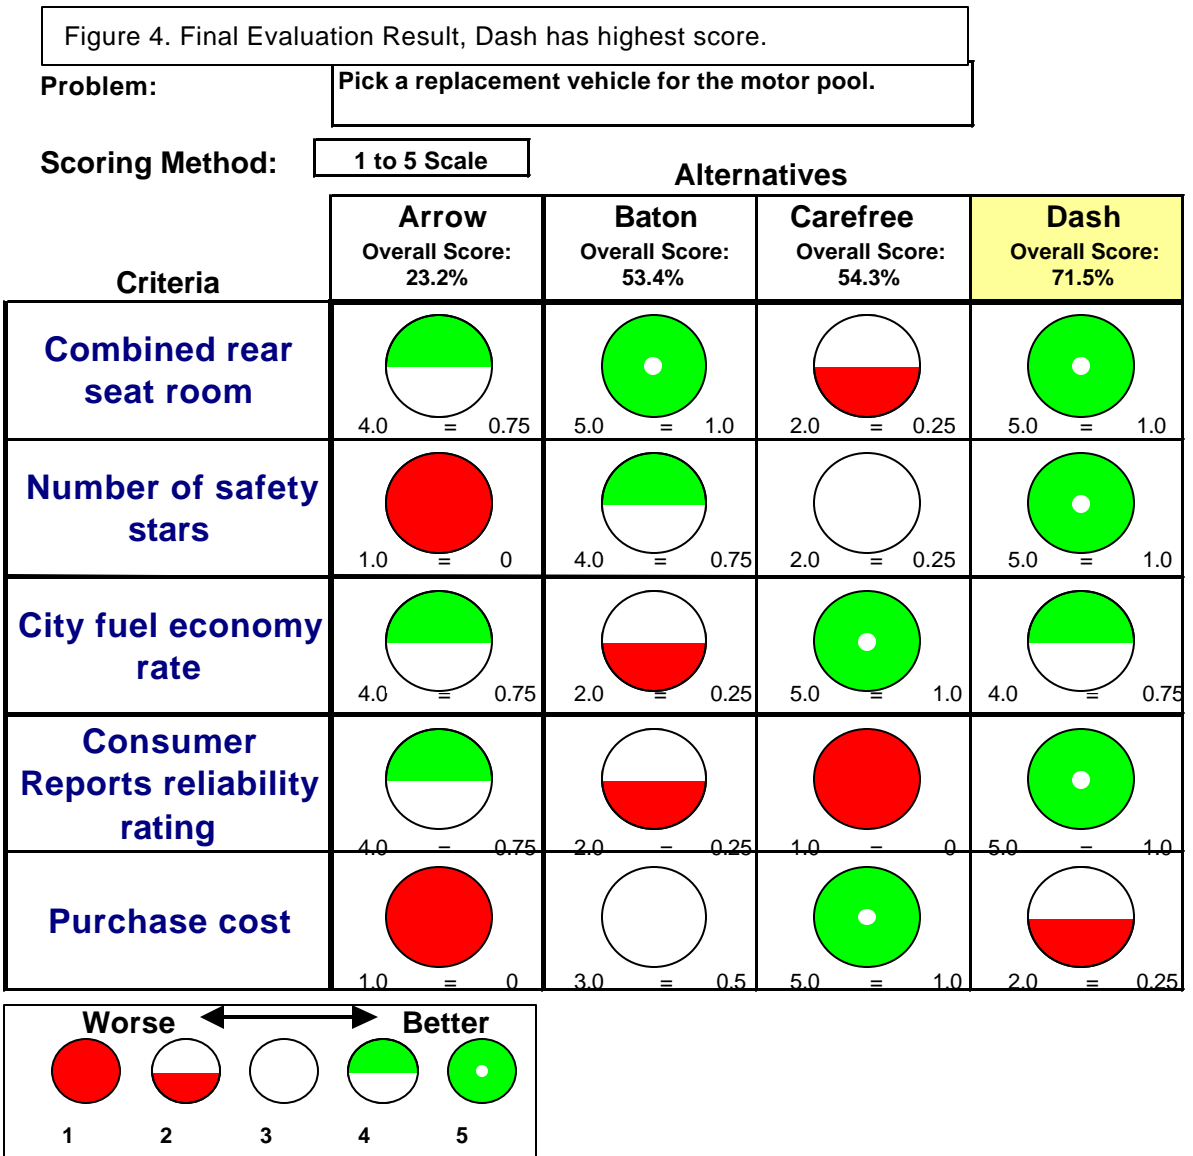 Figure 4. Final Evaluation Result, Dash has highest score.
Problem:
Pick a replacement vehicle for the motor pool.
Scoring Method:
1 to 5 Scale
Alternatives
Criteria
Arrow
Overall Score:
23.2%
Baton
Overall Score:
53.4%
Carefree
Overall Score:
54.3%
Dash
Overall Score:
71.5%
Combined rear
seat room
4.0 = 0.75
5.0 = 1.0
2.0 = 0.25
5.0 = 1.0
Number of safety
stars
1.0 = 0
4.0 = 0.75
2.0 = 0.25
5.0 = 1.0
City fuel economy
rate
4.0 = 0.75
2.0 = 0.25
5.0 = 1.0
4.0 = 0.75
Consumer
Reports reliability
rating
4.0 = 0.75
2.0 = 0.25
1.0 = 0
5.0 = 1.0
Purchase cost
1.0 = 0
3.0 = 0.5
5.0 = 1.0
2.0 = 0.25
Worse Better
1 2 3 4 5